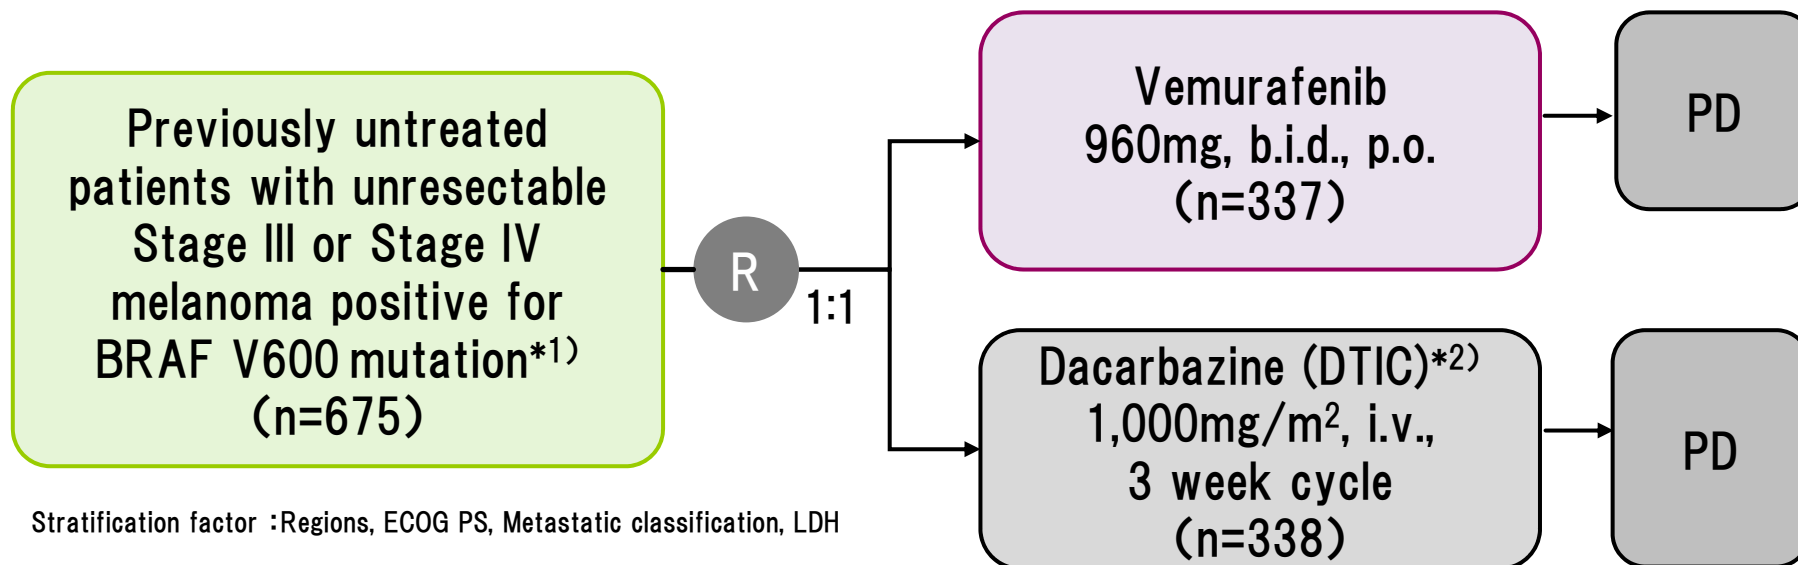 Previously untreated
patients with unresectable
Stage III or Stage IV
melanoma positive for
BRAF V600 mutation*1)
(n=675)
R
1:1
Vemurafenib
960mg, b.i.d., p.o.
(n=337)
PD
Dacarbazine (DTIC)*2)
1,000mg/m², i.v.,
3 week cycle
(n=338)
PD
Stratification factor :Regions, ECOG PS, Metastatic classification, LDH